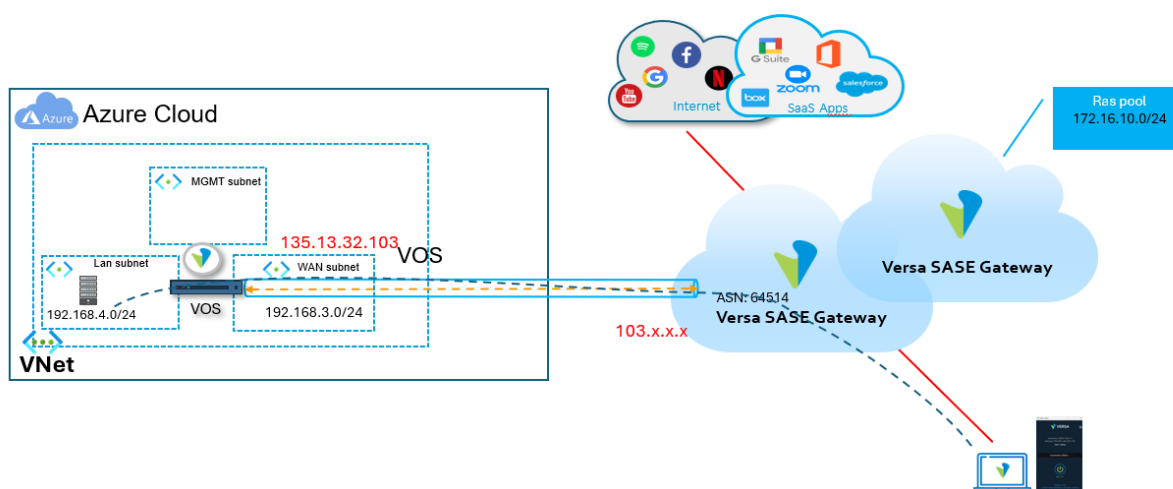 Azure
Azure Cloud
MGMT subnet
135.13.32.103
VOS
Lan subnet
WAN subnet
192.168.4.0/24
VOS
192.168.3.0/24
VNet
You
Tube
Internet
G Suite
box
zoom
salesforce
SaaS Apps
Ras pool
172.16.10.0/24
Versa SASE Gateway
ASN: 64514
Versa SASE Gateway
103.x.x.x
VERSA